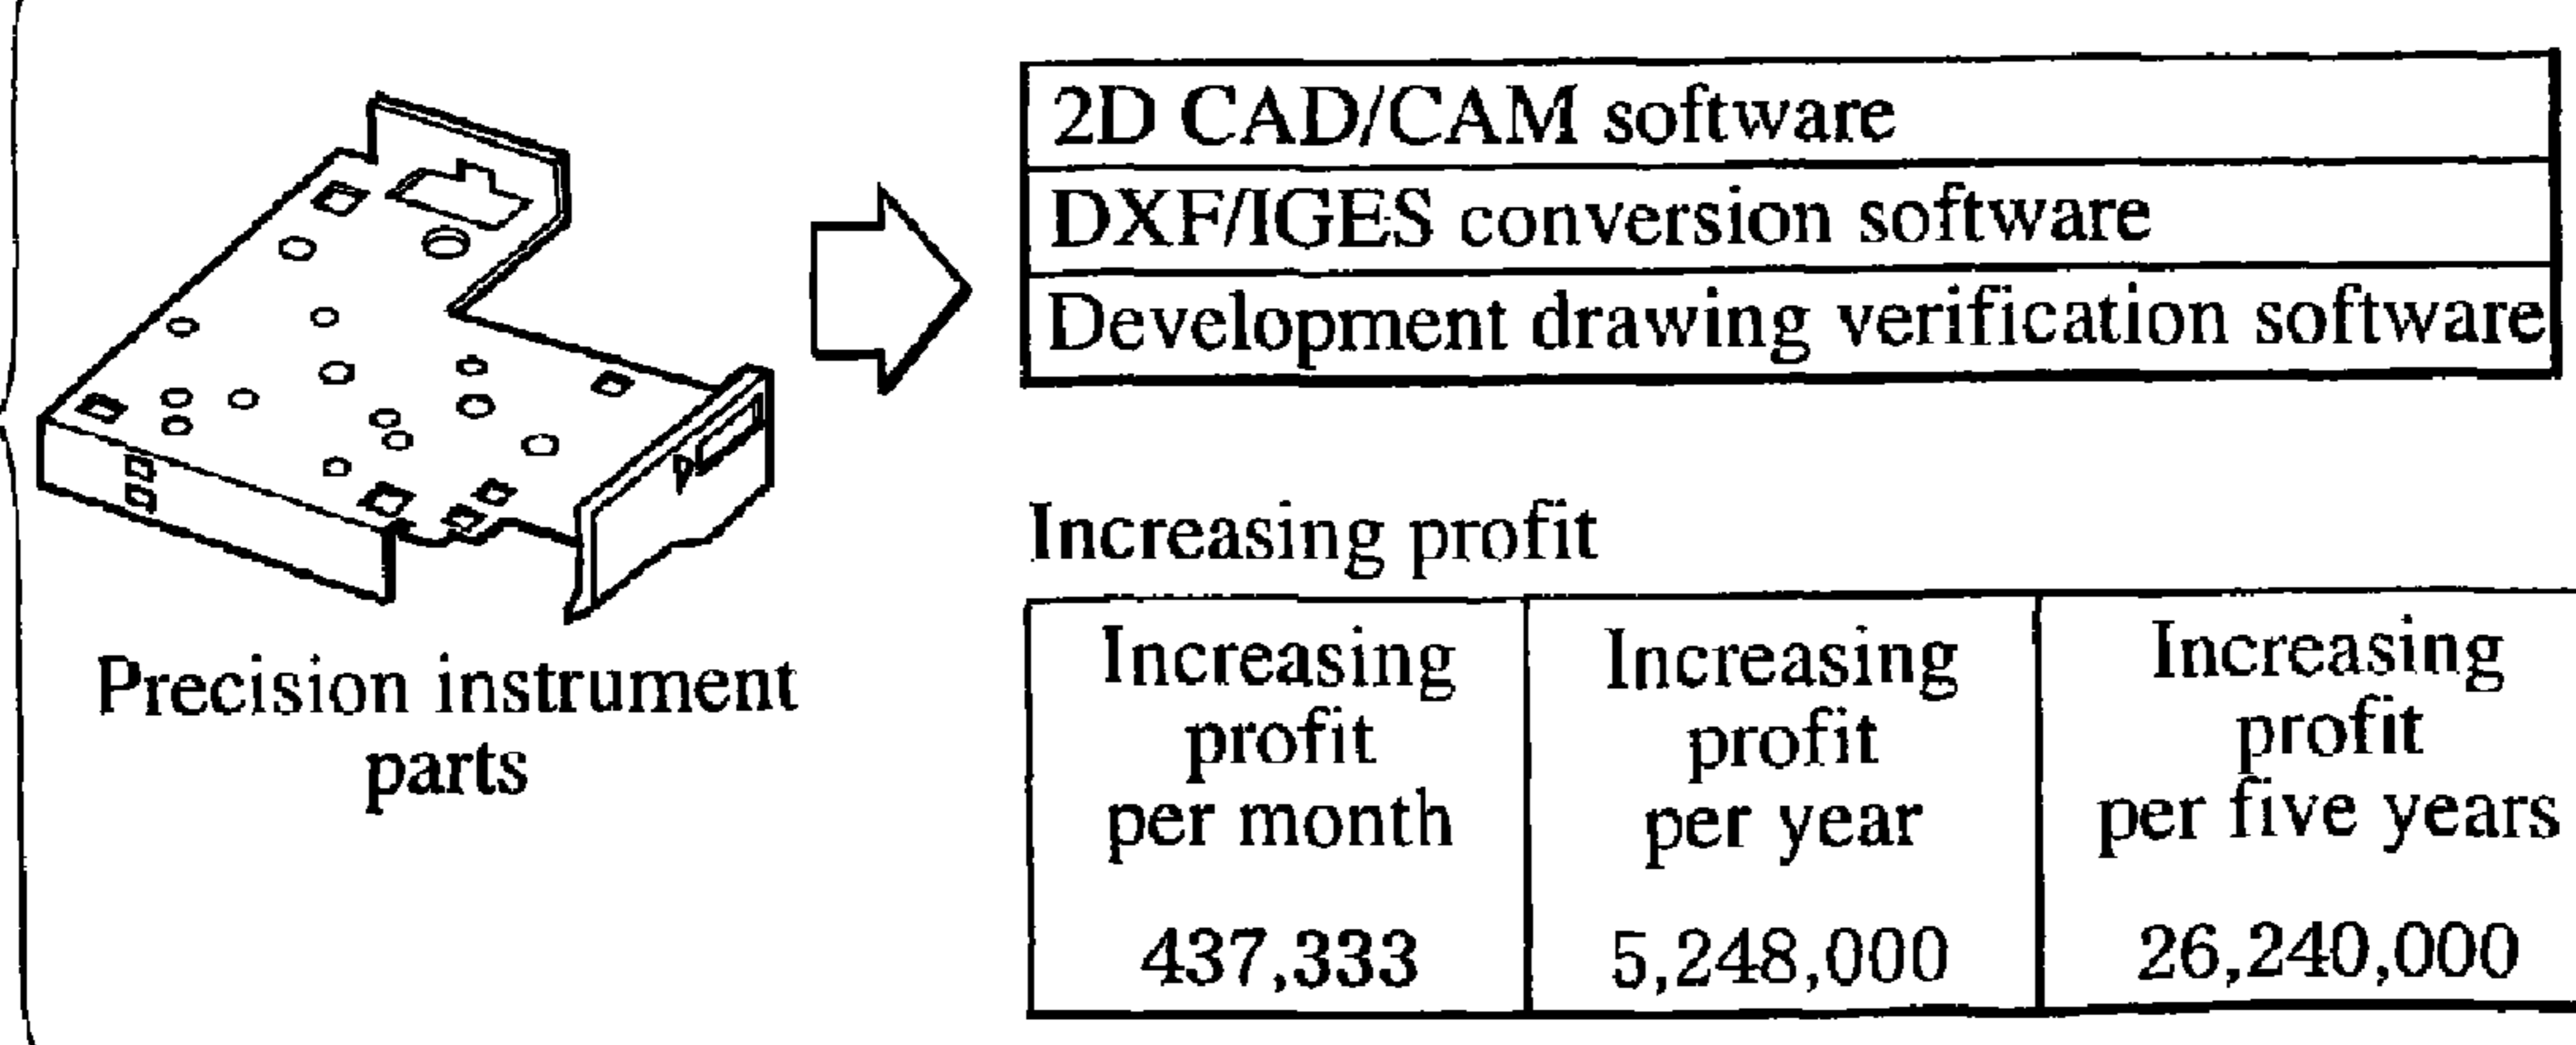 2D CAD/CAM software
DXF/IGES conversion software
Development drawing verification software
Precision instrument
parts
Increasing profit
Increasing
profit
per month
Increasing
profit
per year
Increasing
profit
per five years
437,333
5,248,000
26,240,000